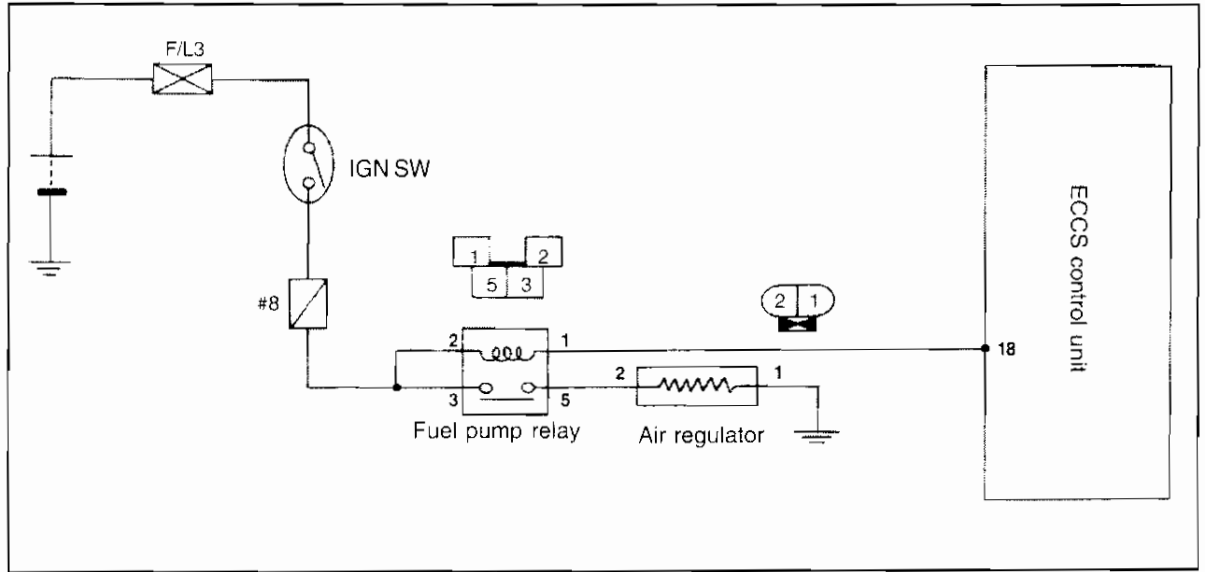 F/L3
IGN SW
#8
1 2
5 3
2 1
2 1
18
3 5
2 1
Fuel pump relay
Air regulator
ECCS control unit